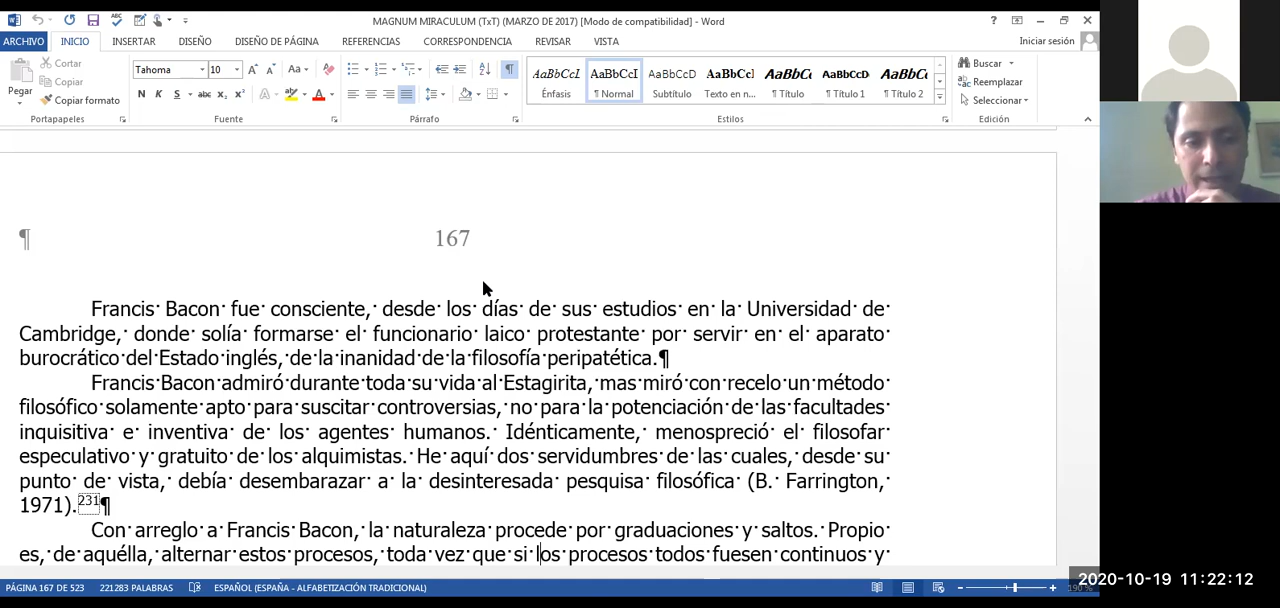 MAGNUM MIRACULUM (TxT) (MARZO DE 2017) [Modo de compatibilidad] - Word
ARCHIVO INICIO INSERTAR DISEÑO DISEÑO DE PÁGINA REFERENCIAS CORRESPONDENCIA REVISAR VISTA Iniciar sesión
Pegar
Cortar
Copiar
Copiar formato
Portapapeles
Tahoma 10
N K S abc x₂ x²
Fuente
Párrafo
AaBbCcI AaBbCcI AaBbCcD AaBbCc AaBbC AaBbCcD AaBbC
Énfasis ¶ Normal Subtítulo Texto en n... ¶ Título ¶ Título 1 ¶ Título 2
Estilos
Buscar
Reemplazar
Seleccionar
Edición
¶ 167
Francis Bacon fue consciente, desde los días de sus estudios en la Universidad de
Cambridge, donde solía formarse el funcionario laico protestante por servir en el aparato
burocrático del Estado inglés, de la inanidad de la filosofía peripatética.¶
Francis Bacon admiró durante toda su vida al Estagirita, mas miró con recelo un método
filosófico solamente apto para suscitar controversias, no para la potenciación de las facultades
inquisitiva e inventiva de los agentes humanos. Idénticamente, menospreció el filosofar
especulativo y gratuito de los alquimistas. He aquí dos servidumbres de las cuales, desde su
punto de vista, debía desembarazar a la desinteresada pesquisa filosófica (B. Farrington,
1971).231¶
Con arreglo a Francis Bacon, la naturaleza procede por graduaciones y saltos. Propio
es, de aquélla, alternar estos procesos, toda vez que si los procesos todos fuesen continuos y
PÁGINA 167 DE 523 221283 PALABRAS ESPAÑOL (ESPAÑA - ALFABETIZACIÓN TRADICIONAL) 190 %
2020-10-19 11:22:12